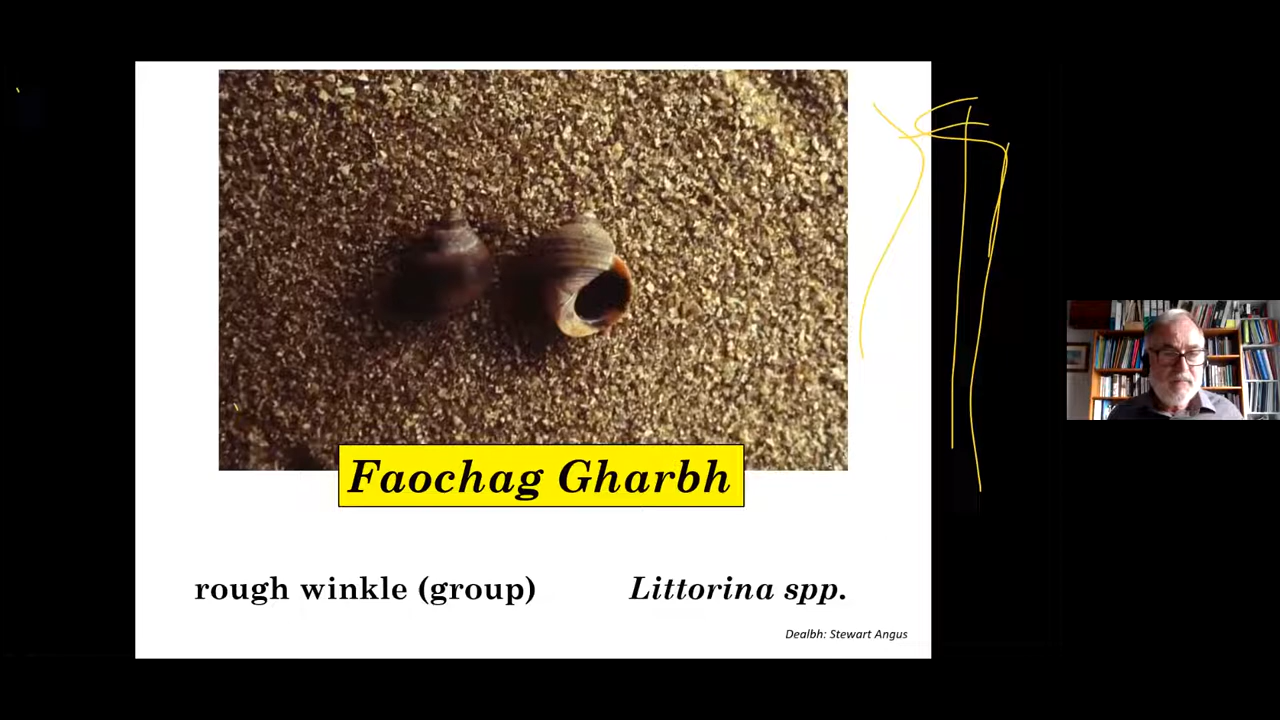 Faochag Gharbh
rough winkle (group) Littorina spp.
Dealbh: Stewart Angus